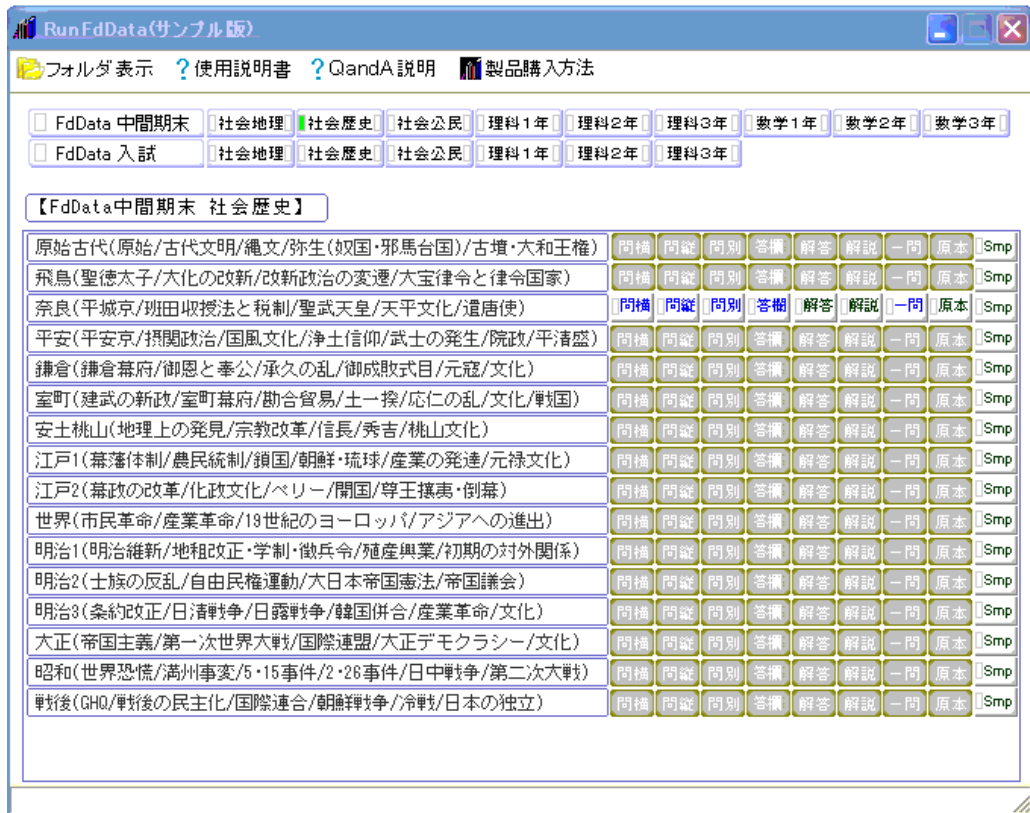 RunFdData(サンプル版)
フォルダ表示 ?使用説明書 ?QandA説明 製品購入方法
FdData 中間期末 社会地理 社会歴史 社会公民 理科1年 理科2年 理科3年 数学1年 数学2年 数学3年
FdData 入試 社会地理 社会歴史 社会公民 理科1年 理科2年 理科3年
【FdData中間期末 社会歴史】
原始古代(原始/古代文明/縄文/弥生(奴国・邪馬台国)/古墳・大和王権) 問横 問縦 問別 答欄 解答 解説 一問 原本 Smp
飛鳥(聖徳太子/大化の改新/改新政治の変遷/大宝律令と律令国家) 問横 問縦 問別 答欄 解答 解説 一問 原本 Smp
奈良(平城京/班田収授法と税制/聖武天皇/天平文化/遣唐使) 問横 問縦 問別 答欄 解答 解説 一問 原本 Smp
平安(平安京/摂関政治/国風文化/浄土信仰/武士の発生/院政/平清盛) 問横 問縦 問別 答欄 解答 解説 一問 原本 Smp
鎌倉(鎌倉幕府/御恩と奉公/承久の乱/御成敗式目/元寇/文化) 問横 問縦 問別 答欄 解答 解説 一問 原本 Smp
室町(建武の新政/室町幕府/勘合貿易/土一揆/応仁の乱/文化/戦国) 問横 問縦 問別 答欄 解答 解説 一問 原本 Smp
安土桃山(地理上の発見/宗教改革/信長/秀吉/桃山文化) 問横 問縦 問別 答欄 解答 解説 一問 原本 Smp
江戸1(幕藩体制/農民統制/鎖国/朝鮮・琉球/産業の発達/元禄文化) 問横 問縦 問別 答欄 解答 解説 一問 原本 Smp
江戸2(幕政の改革/化政文化/ペリー/開国/尊王攘夷・倒幕) 問横 問縦 問別 答欄 解答 解説 一問 原本 Smp
世界(市民革命/産業革命/19世紀のヨーロッパ/アジアへの進出) 問横 問縦 問別 答欄 解答 解説 一問 原本 Smp
明治1(明治維新/地租改正・学制・徴兵令/殖産興業/初期の対外関係) 問横 問縦 問別 答欄 解答 解説 一問 原本 Smp
明治2(士族の反乱/自由民権運動/大日本帝国憲法/帝国議会) 問横 問縦 問別 答欄 解答 解説 一問 原本 Smp
明治3(条約改正/日清戦争/日露戦争/韓国併合/産業革命/文化) 問横 問縦 問別 答欄 解答 解説 一問 原本 Smp
大正(帝国主義/第一次世界大戦/国際連盟/大正デモクラシー/文化) 問横 問縦 問別 答欄 解答 解説 一問 原本 Smp
昭和(世界恐慌/満州事変/5・15事件/2・26事件/日中戦争/第二次大戦) 問横 問縦 問別 答欄 解答 解説 一問 原本 Smp
戦後(GHQ/戦後の民主化/国際連合/朝鮮戦争/冷戦/日本の独立) 問横 問縦 問別 答欄 解答 解説 一問 原本 Smp